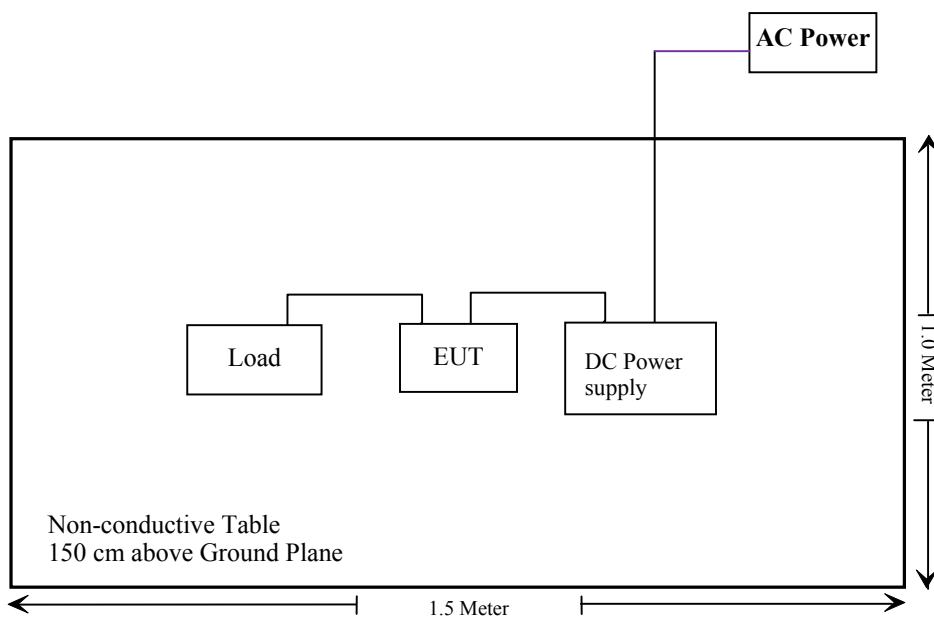 AC Power
Load
EUT
DC Power
supply
1.0 Meter
Non-conductive Table
150 cm above Ground Plane
1.5 Meter